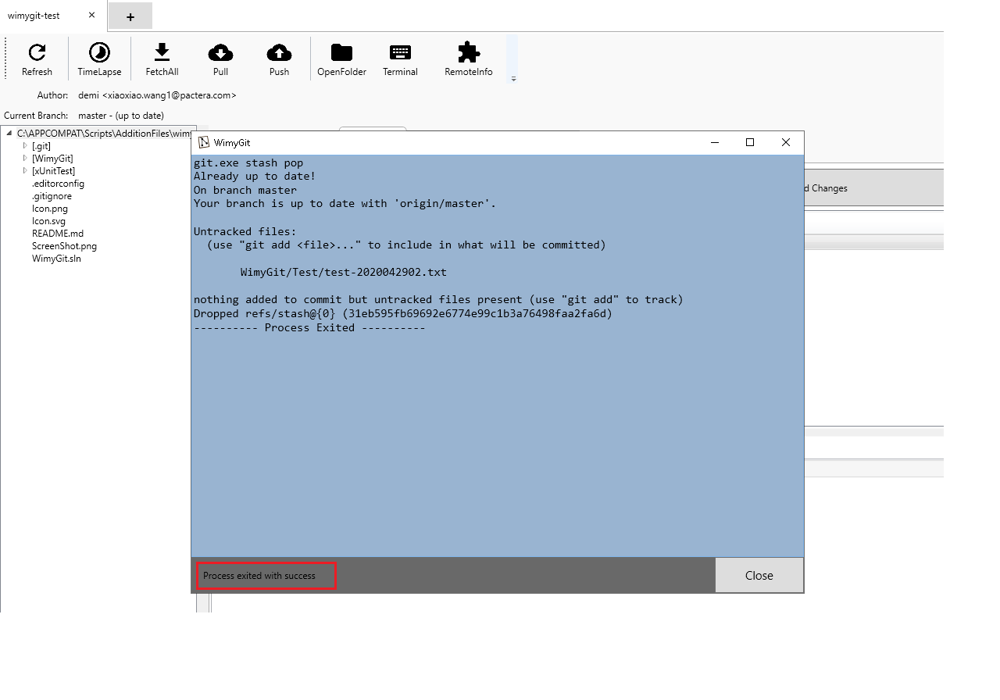 wimygit-test
Refresh
TimeLapse
FetchAll
Pull
Push
OpenFolder
Terminal
RemoteInfo
Author: demi <xiaoxiao.wang1@pactera.com>
Current Branch: master - (up to date)
C:\APPCOMPAT\Scripts\AdditionFiles\wimy
[.git]
[WimyGit]
[xUnitTest]
.editorconfig
.gitignore
Icon.png
Icon.svg
README.md
ScreenShot.png
WimyGit.sln
WimyGit
git.exe stash pop
Already up to date!
On branch master
Your branch is up to date with 'origin/master'.
Untracked files:
(use "git add <file>..." to include in what will be committed)
WimyGit/Test/test-2020042902.txt
nothing added to commit but untracked files present (use "git add" to track)
Dropped refs/stash@{0} (31eb595fb69692e6774e99c1b3a76498faa2fa6d)
---------- Process Exited ----------
d Changes
Process exited with success
Close